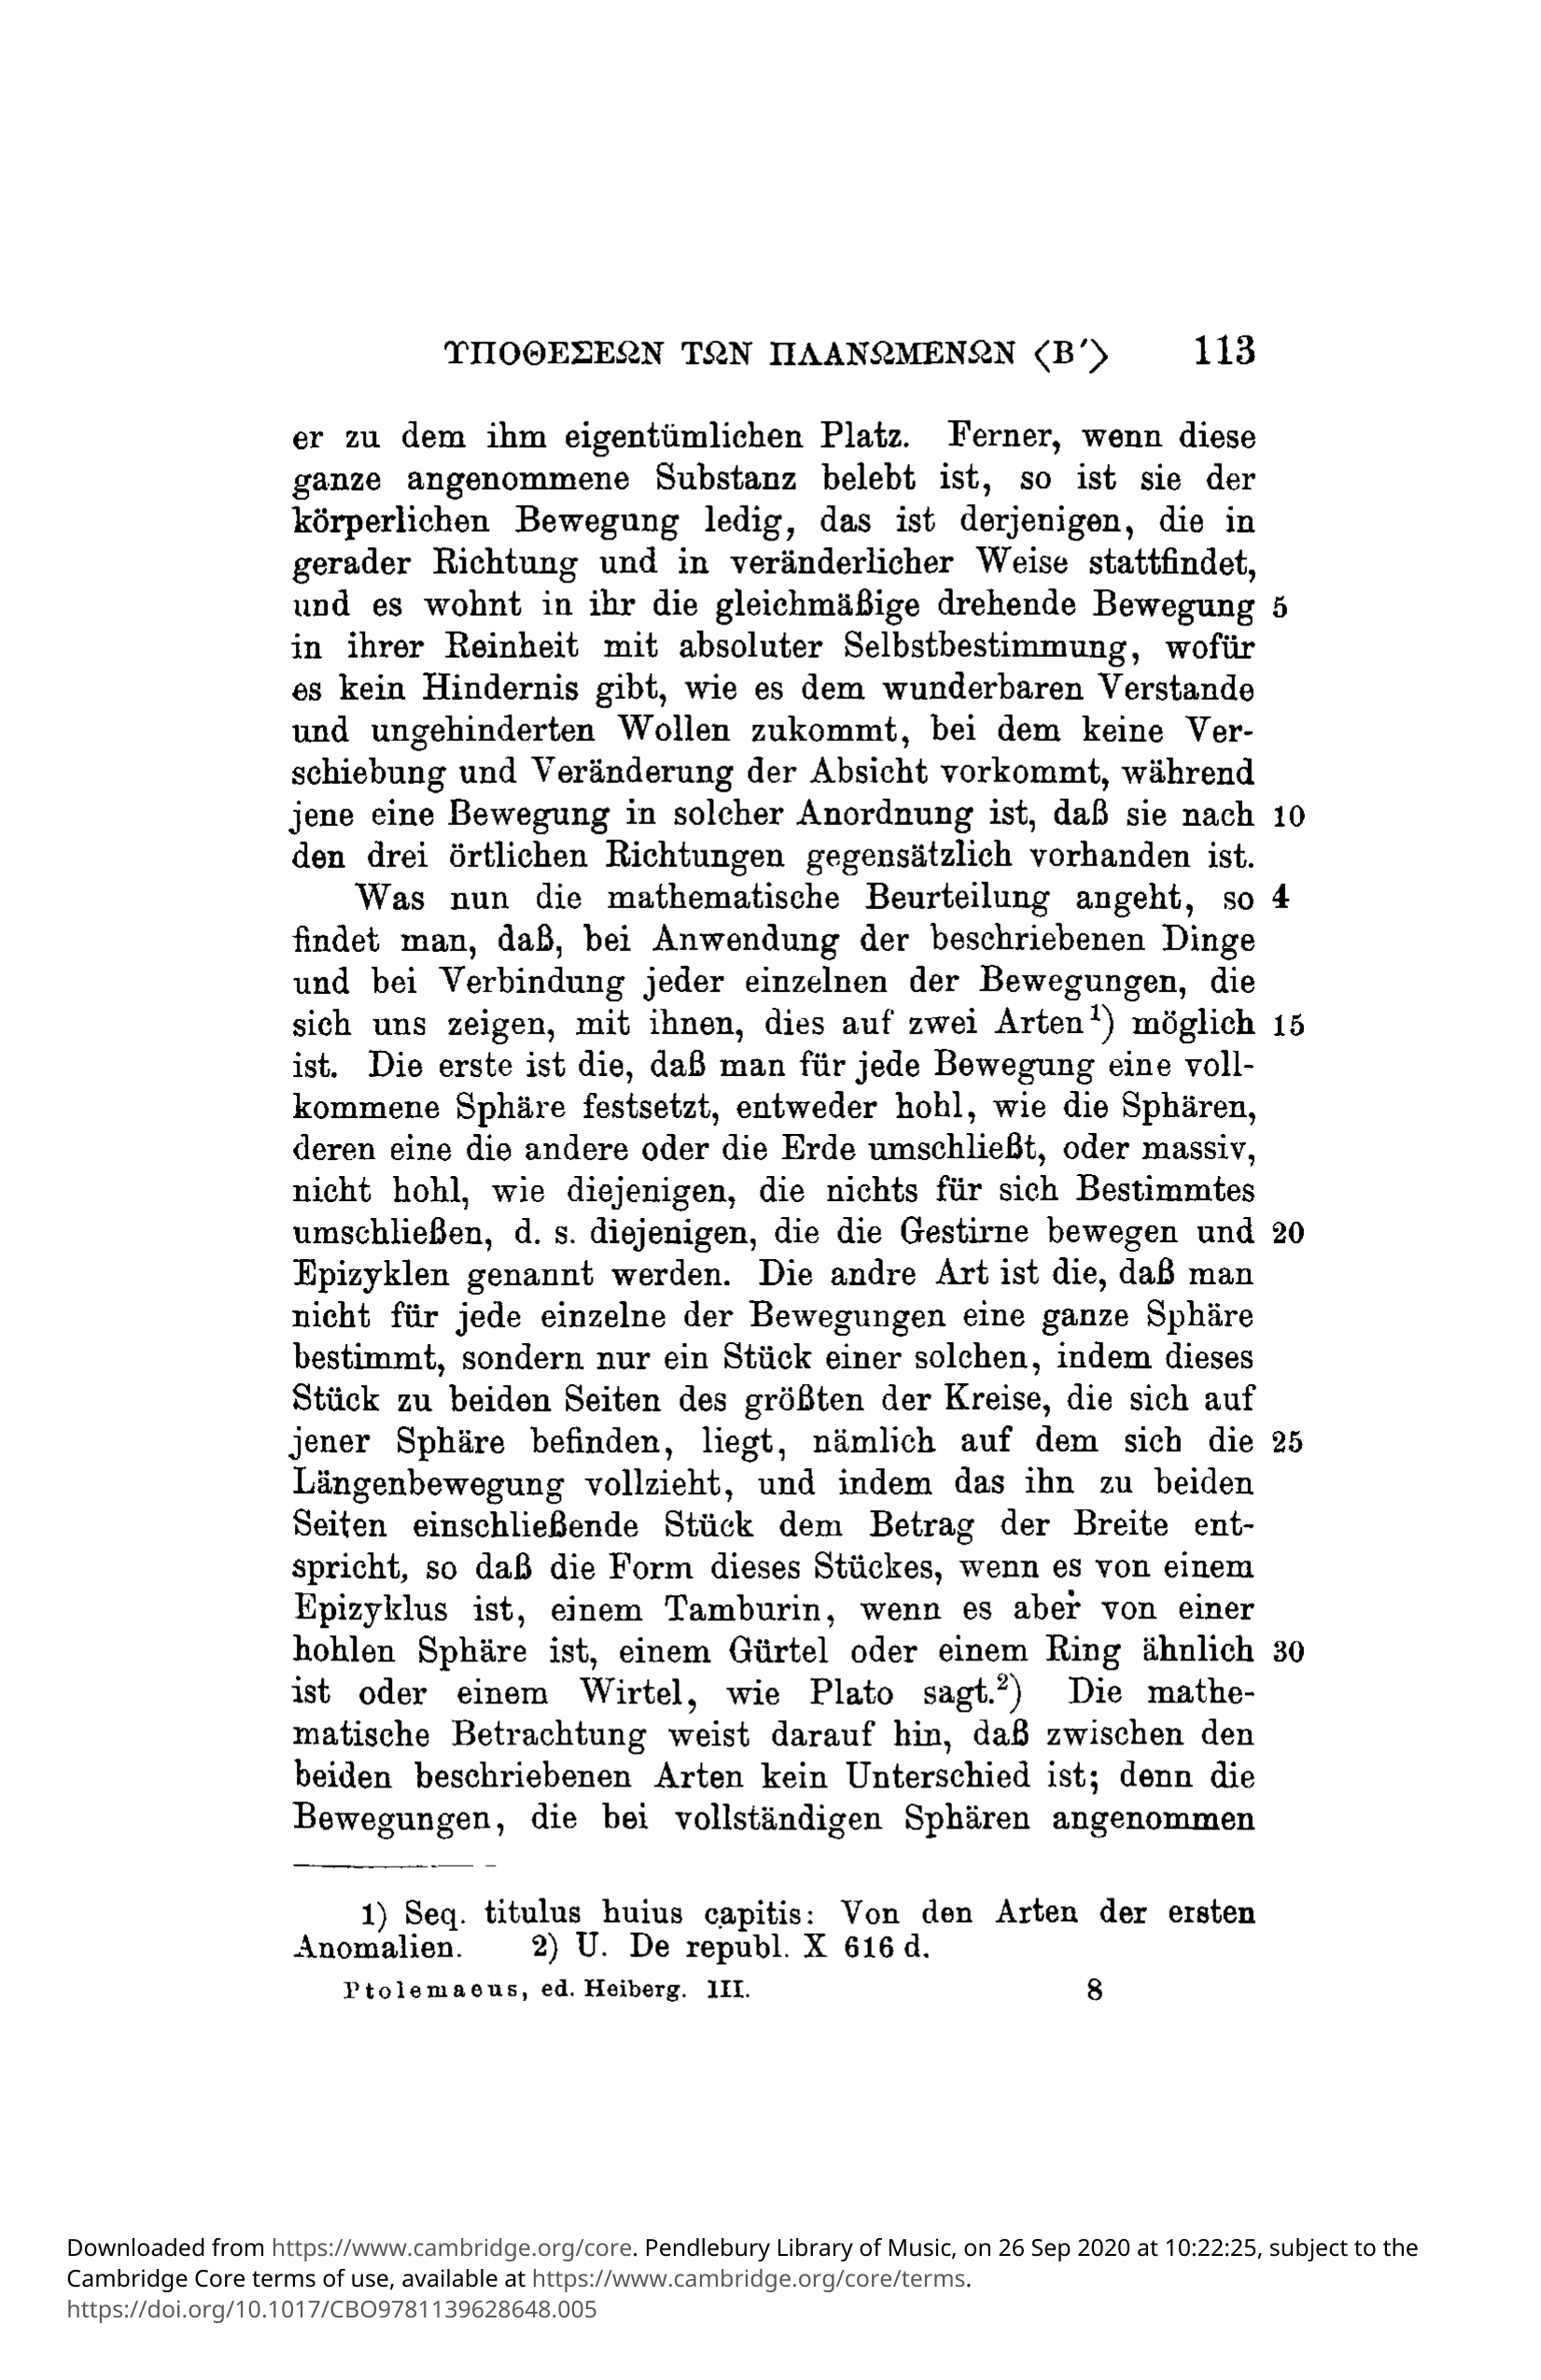 ΥΠΟΘΕΣΕΩΝ ΤΩΝ ΠΛΑΝΩΜΕΝΩΝ ⟨Β′⟩ 113
er zu dem ihm eigentümlichen Platz. Ferner, wenn diese
ganze angenommene Substanz belebt ist, so ist sie der
körperlichen Bewegung ledig, das ist derjenigen, die in
gerader Richtung und in veränderlicher Weise stattfindet,
und es wohnt in ihr die gleichmäßige drehende Bewegung 5
in ihrer Reinheit mit absoluter Selbstbestimmung, wofür
es kein Hindernis gibt, wie es dem wunderbaren Verstande
und ungehinderten Wollen zukommt, bei dem keine Ver-
schiebung und Veränderung der Absicht vorkommt, während
jene eine Bewegung in solcher Anordnung ist, daß sie nach 10
den drei örtlichen Richtungen gegensätzlich vorhanden ist.
Was nun die mathematische Beurteilung angeht, so 4
findet man, daß, bei Anwendung der beschriebenen Dinge
und bei Verbindung jeder einzelnen der Bewegungen, die
sich uns zeigen, mit ihnen, dies auf zwei Arten¹) möglich 15
ist. Die erste ist die, daß man für jede Bewegung eine voll-
kommene Sphäre festsetzt, entweder hohl, wie die Sphären,
deren eine die andere oder die Erde umschließt, oder massiv,
nicht hohl, wie diejenigen, die nichts für sich Bestimmtes
umschließen, d. s. diejenigen, die die Gestirne bewegen und 20
Epizyklen genannt werden. Die andre Art ist die, daß man
nicht für jede einzelne der Bewegungen eine ganze Sphäre
bestimmt, sondern nur ein Stück einer solchen, indem dieses
Stück zu beiden Seiten des größten der Kreise, die sich auf
jener Sphäre befinden, liegt, nämlich auf dem sich die 25
Längenbewegung vollzieht, und indem das ihn zu beiden
Seiten einschließende Stück dem Betrag der Breite ent-
spricht, so daß die Form dieses Stückes, wenn es von einem
Epizyklus ist, einem Tamburin, wenn es aber von einer
hohlen Sphäre ist, einem Gürtel oder einem Ring ähnlich 30
ist oder einem Wirtel, wie Plato sagt.²) Die mathe-
matische Betrachtung weist darauf hin, daß zwischen den
beiden beschriebenen Arten kein Unterschied ist; denn die
Bewegungen, die bei vollständigen Sphären angenommen
1) Seq. titulus huius capitis: Von den Arten der ersten
Anomalien. 2) U. De republ. X 616 d.
Ptolemaeus, ed. Heiberg. III. 8
Downloaded from https://www.cambridge.org/core. Pendlebury Library of Music, on 26 Sep 2020 at 10:22:25, subject to the
Cambridge Core terms of use, available at https://www.cambridge.org/core/terms.
https://doi.org/10.1017/CBO9781139628648.005